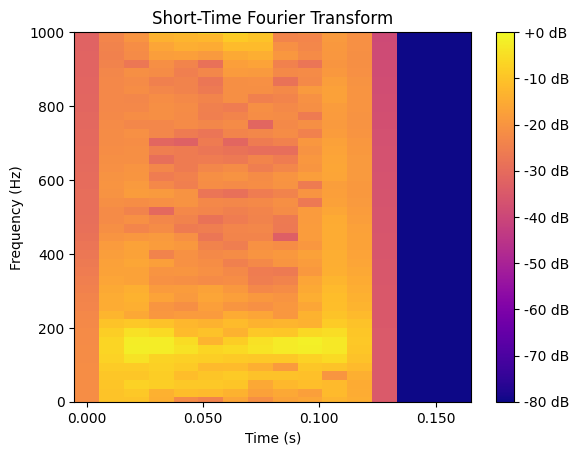 Short-Time Fourier Transform
1000
800
600
400
200
0
Frequency (Hz)
0.000
0.050
0.100
0.150
Time (s)
+0 dB
-10 dB
-20 dB
-30 dB
-40 dB
-50 dB
-60 dB
-70 dB
-80 dB